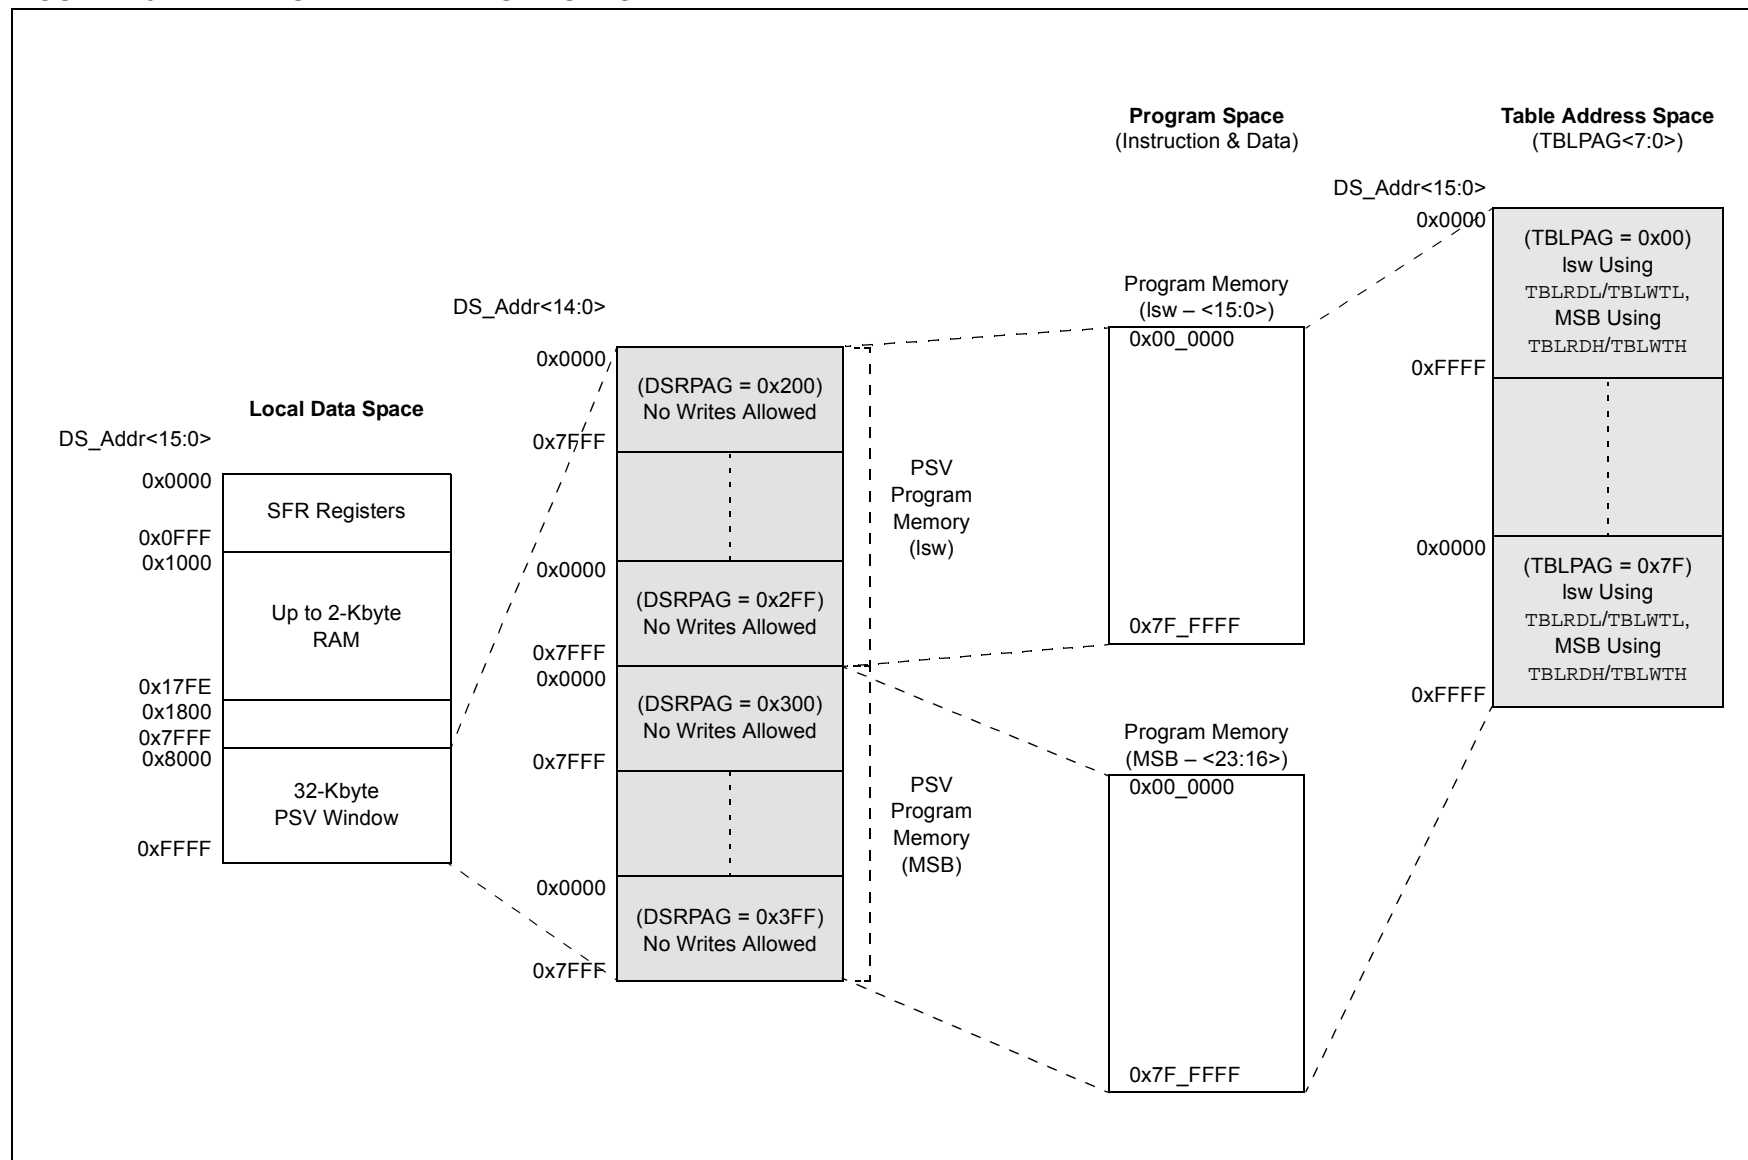 Local Data Space
DS_Addr<15:0>
0x0000
SFR Registers
0x0FFF
0x1000
Up to 2-Kbyte
RAM
0x17FE
0x1800
0x7FFF
0x8000
32-Kbyte
PSV Window
0xFFFF
DS_Addr<14:0>
0x0000
(DSRPAG = 0x200)
No Writes Allowed
0x7FFF
0x0000
(DSRPAG = 0x2FF)
No Writes Allowed
0x7FFF
0x0000
(DSRPAG = 0x300)
No Writes Allowed
0x7FFF
0x0000
(DSRPAG = 0x3FF)
No Writes Allowed
0x7FFF
PSV
Program
Memory
(lsw)
PSV
Program
Memory
(MSB)
Program Space
(Instruction & Data)
Program Memory
(lsw – <15:0>)
0x00_0000
0x7F_FFFF
Program Memory
(MSB – <23:16>)
0x00_0000
0x7F_FFFF
Table Address Space
(TBLPAG<7:0>)
DS_Addr<15:0>
0x0000
(TBLPAG = 0x00)
lsw Using
TBLRDL/TBLWTL,
MSB Using
TBLRDH/TBLWTH
0xFFFF
0x0000
(TBLPAG = 0x7F)
lsw Using
TBLRDL/TBLWTL,
MSB Using
TBLRDH/TBLWTH
0xFFFF